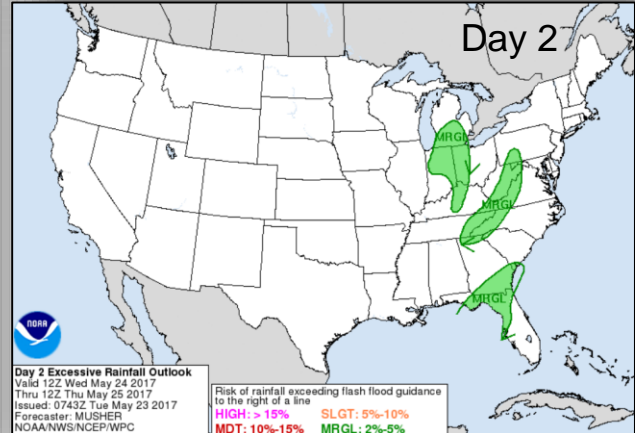 Day 2
MRGL
MRGL
MRGL
NOAA
Day 2 Excessive Rainfall Outlook
Valid 12Z Wed May 24 2017
Thru 12Z Thu May 25 2017
Issued: 0743Z Tue May 23 2017
Forecaster: MUSHER
NOAA/NWS/NCEP/WPC
Risk of rainfall exceeding flash flood guidance
to the right of a line
HIGH: > 15% SLGT: 5%-10%
MDT: 10%-15% MRGL: 2%-5%